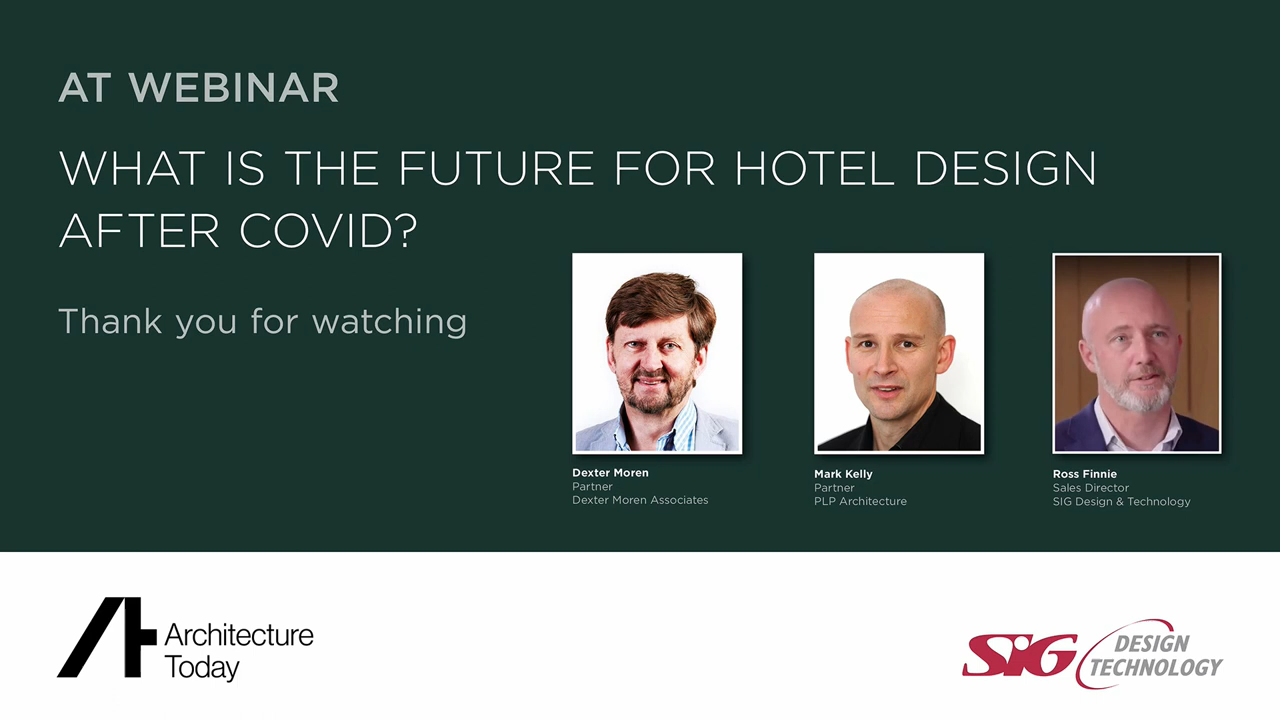 AT WEBINAR
WHAT IS THE FUTURE FOR HOTEL DESIGN
AFTER COVID?
Thank you for watching
Dexter Moren
Partner
Dexter Moren Associates
Mark Kelly
Partner
PLP Architecture
Ross Finnie
Sales Director
SIG Design & Technology
Architecture
Today
SIG DESIGN
TECHNOLOGY